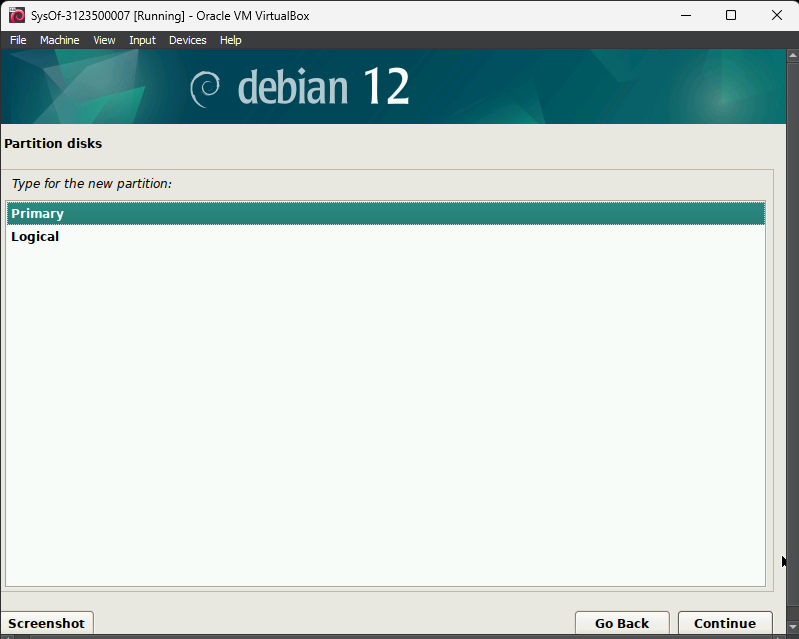 SysOf-3123500007 [Running] - Oracle VM VirtualBox
File Machine View Input Devices Help
debian 12
Partition disks
Type for the new partition:
Primary
Logical
Screenshot Go Back Continue